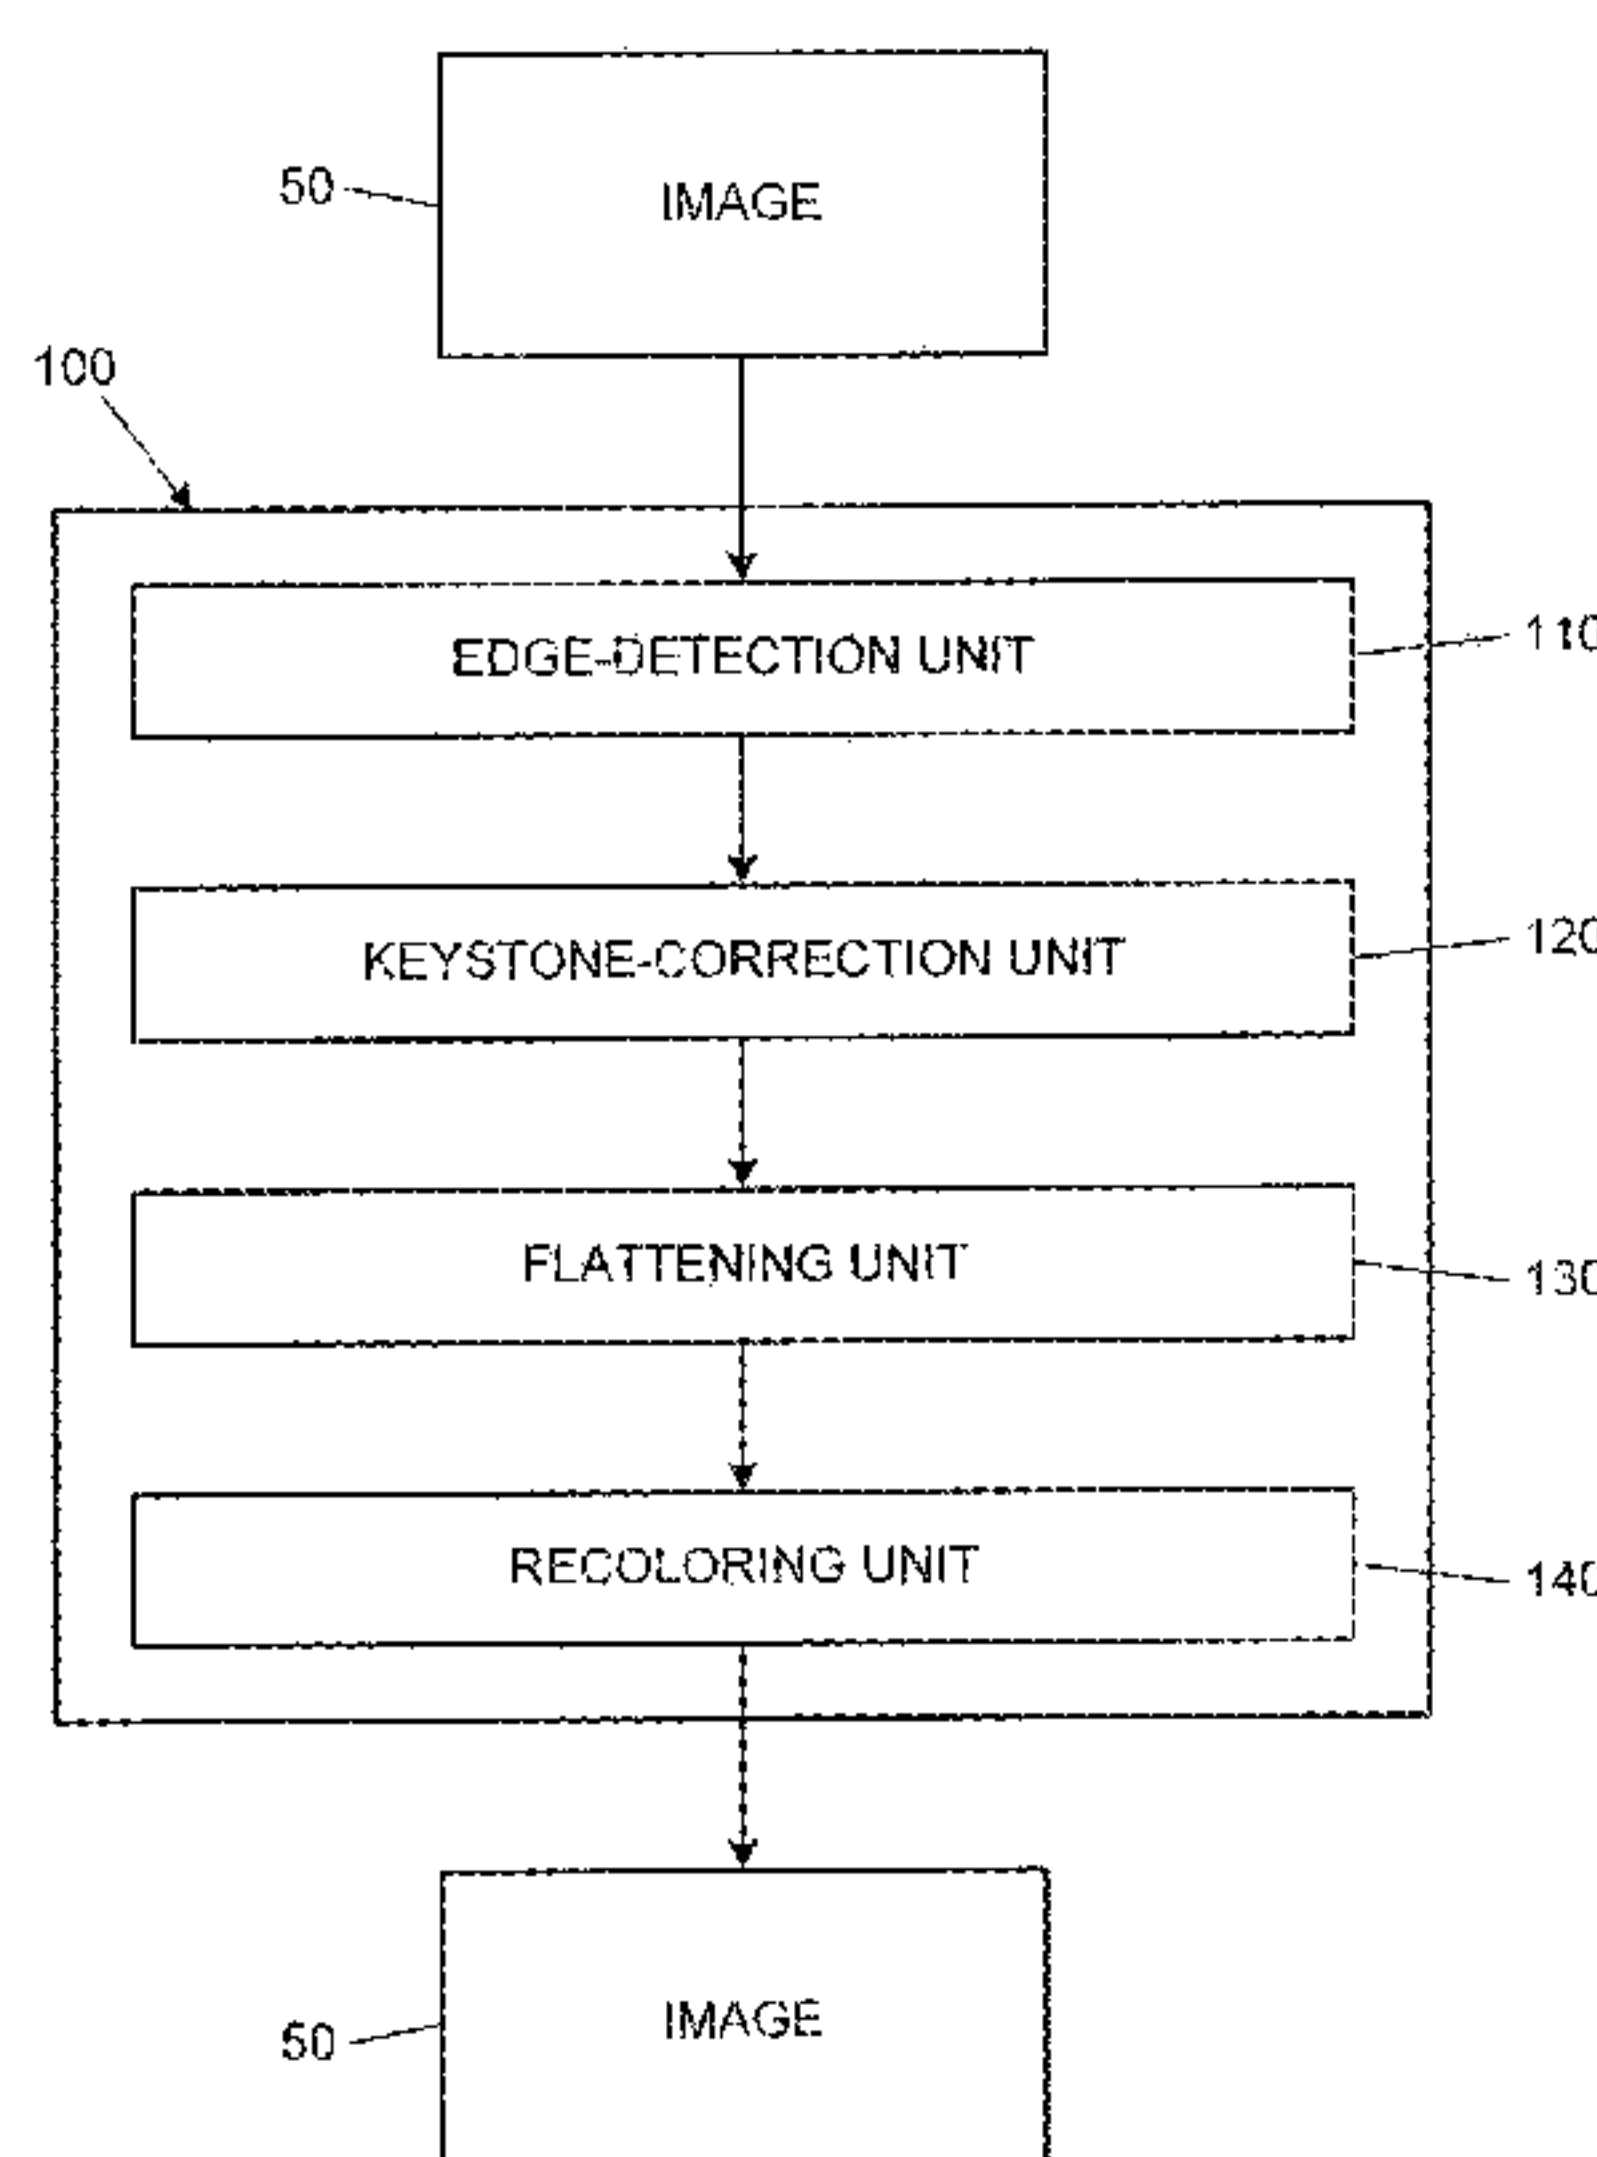 50
IMAGE
100
EDGE-DETECTION UNIT
110
KEYSTONE-CORRECTION UNIT
120
FLATTENING UNIT
130
RECOLORING UNIT
140
50
IMAGE